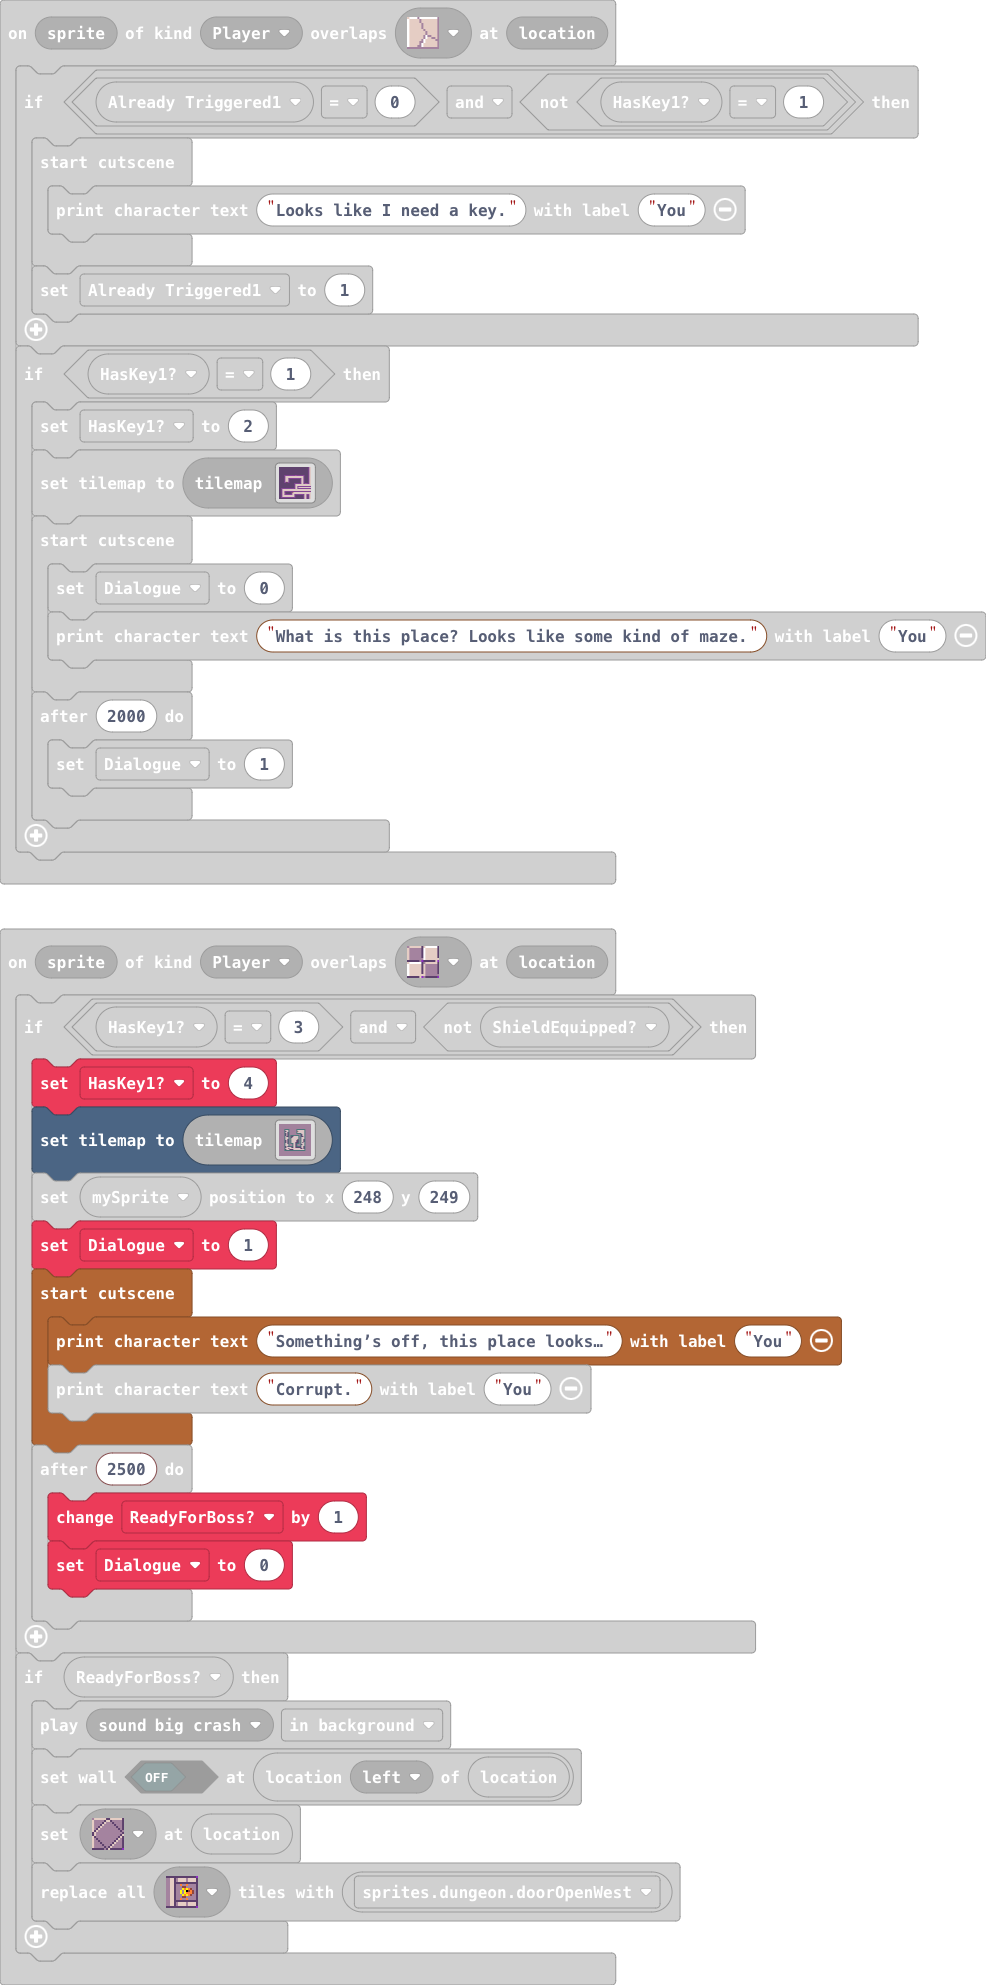 on sprite of kind Player overlaps at location
if Already Triggered1 = 0 and not HasKey1? = 1 then
start cutscene
print character text "Looks like I need a key." with label "You"
set Already Triggered1 to 1
if HasKey1? = 1 then
set HasKey1? to 2
set tilemap to tilemap
start cutscene
set Dialogue to 0
print character text "What is this place? Looks like some kind of maze." with label "You"
after 2000 do
set Dialogue to 1
on sprite of kind Player overlaps at location
if HasKey1? = 3 and not ShieldEquipped? then
set HasKey1? to 4
set tilemap to tilemap
set mySprite position to x 248 y 249
set Dialogue to 1
start cutscene
print character text "Something’s off, this place looks…" with label "You"
print character text "Corrupt." with label "You"
after 2500 do
change ReadyForBoss? by 1
set Dialogue to 0
if ReadyForBoss? then
play sound big crash in background
set wall OFF at location left of location
set at location
replace all tiles with sprites.dungeon.doorOpenWest